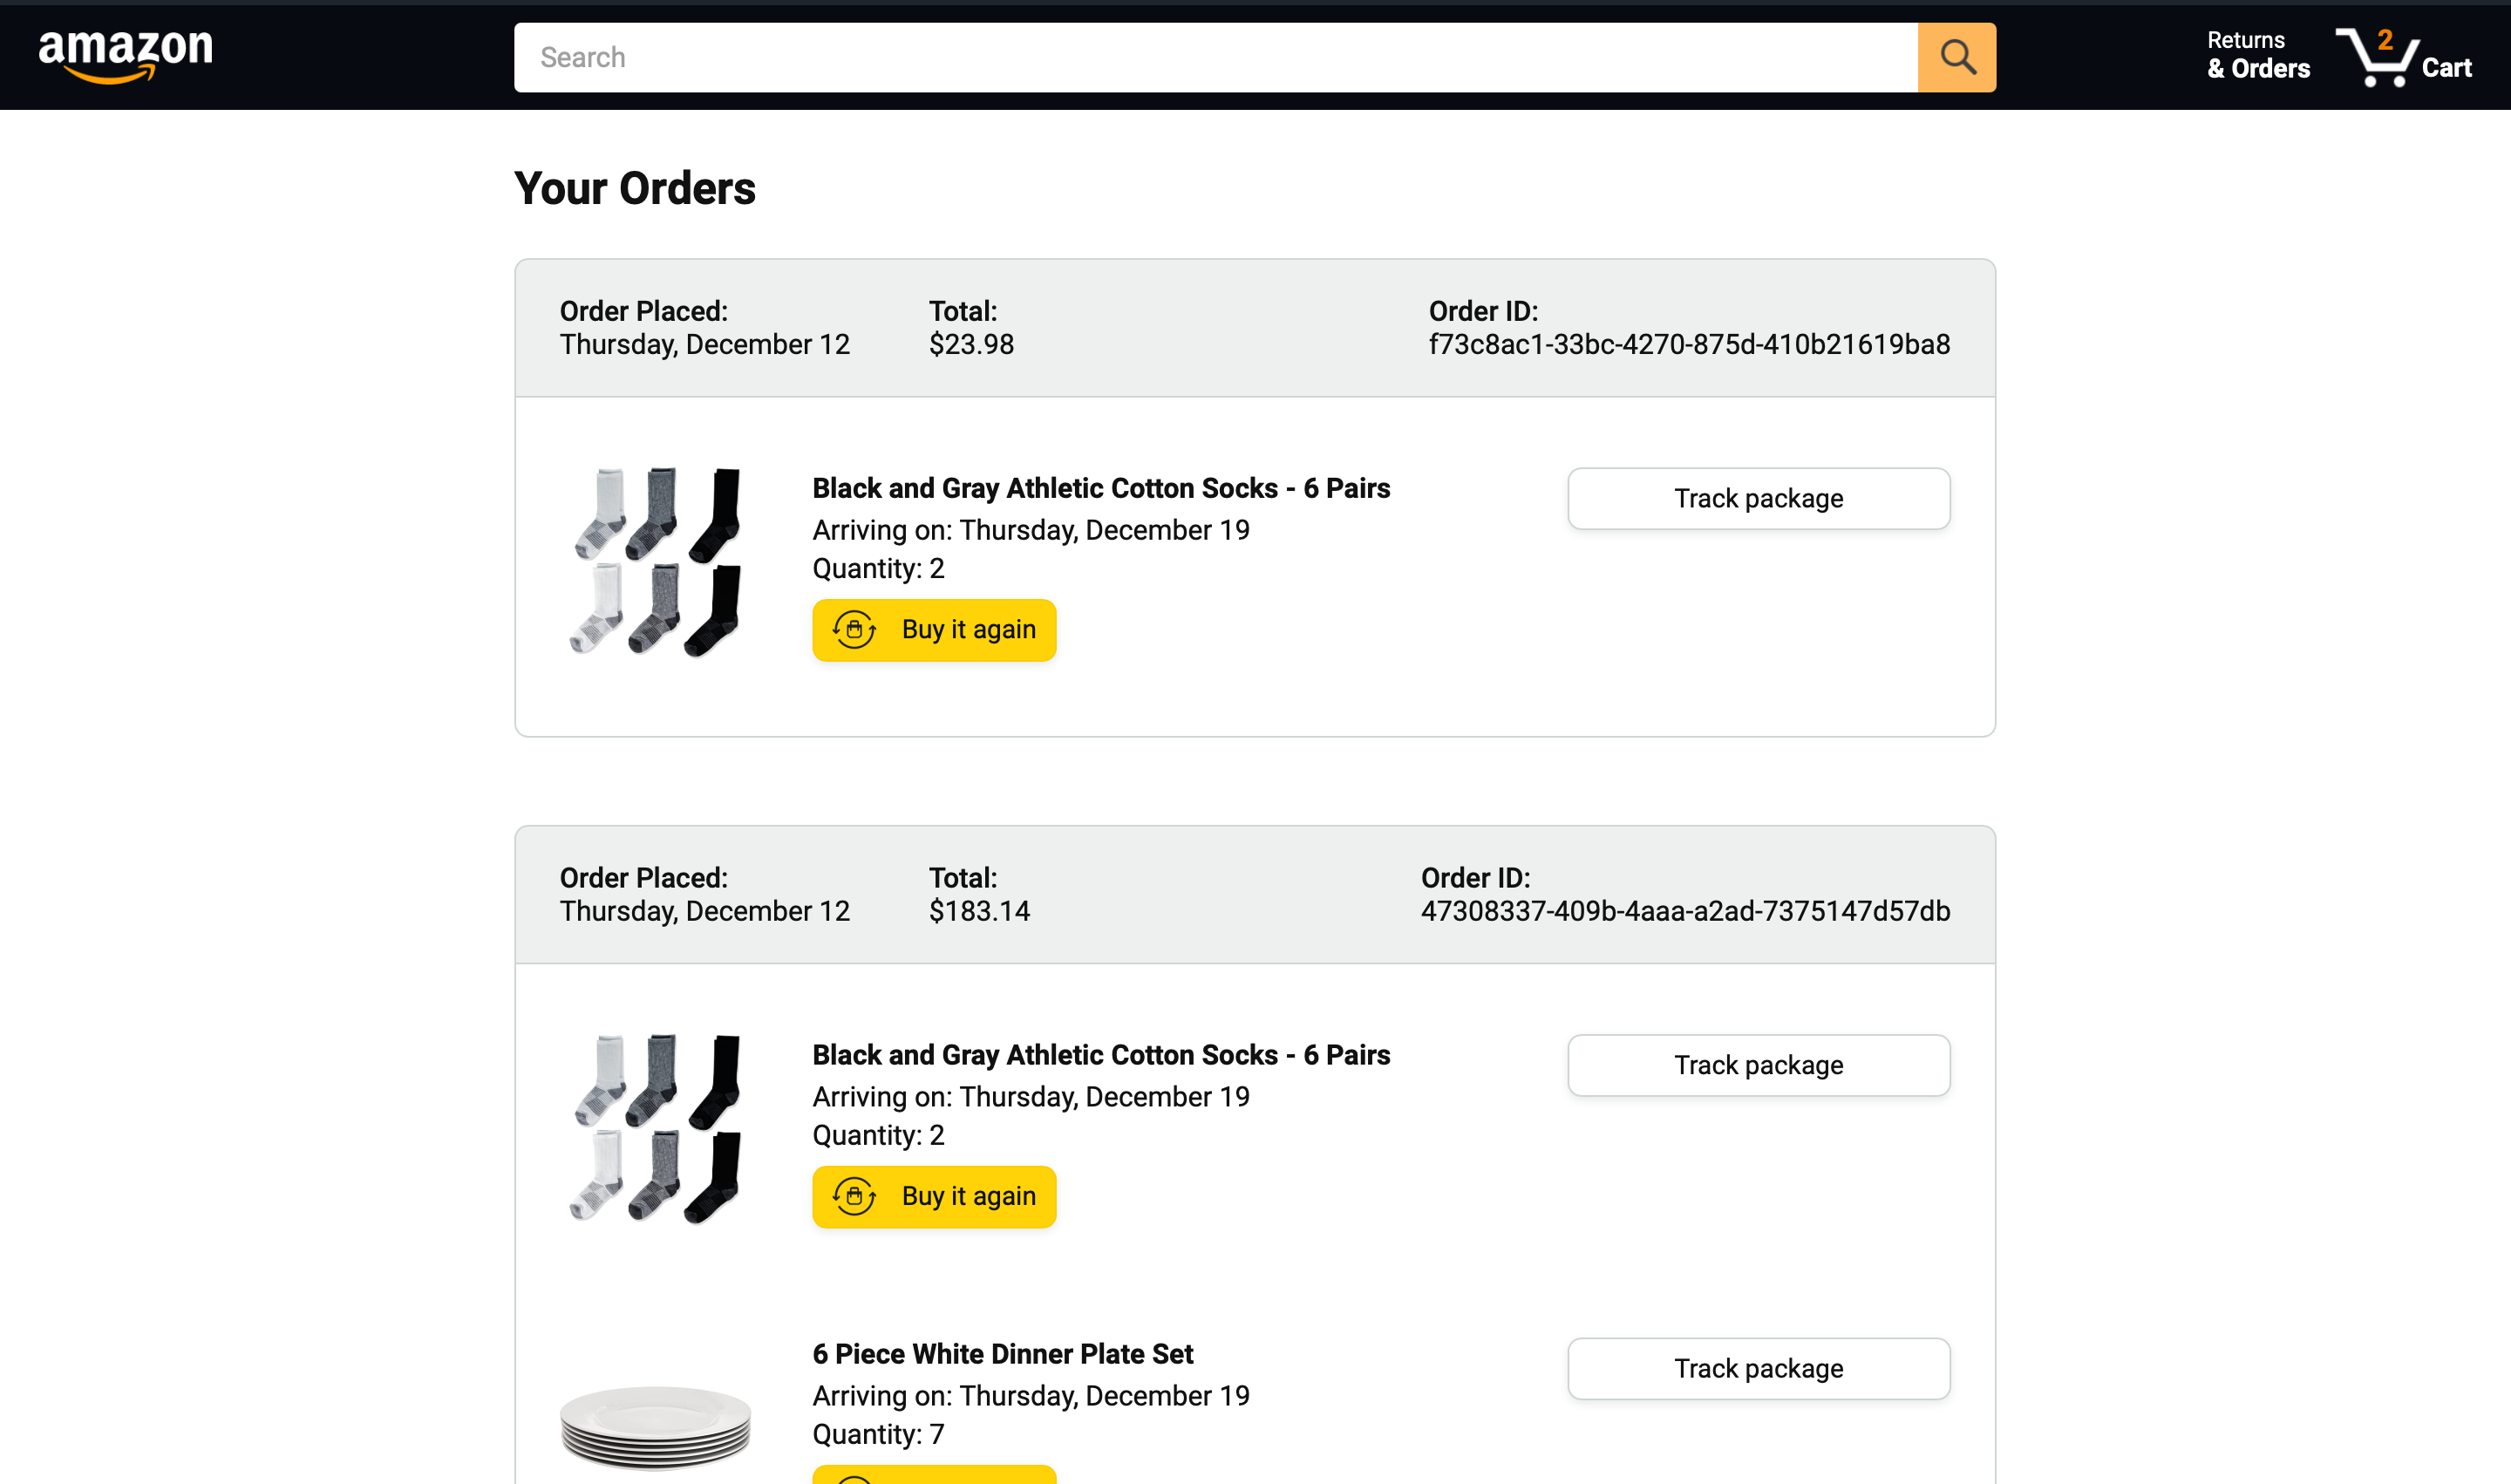 amazon
Search
Returns
& Orders
2
Cart
Your Orders
Order Placed:
Thursday, December 12
Total:
$23.98
Order ID:
f73c8ac1-33bc-4270-875d-410b21619ba8
Black and Gray Athletic Cotton Socks - 6 Pairs
Arriving on: Thursday, December 19
Quantity: 2
Buy it again
Track package
Order Placed:
Thursday, December 12
Total:
$183.14
Order ID:
47308337-409b-4aaa-a2ad-7375147d57db
Black and Gray Athletic Cotton Socks - 6 Pairs
Arriving on: Thursday, December 19
Quantity: 2
Buy it again
Track package
6 Piece White Dinner Plate Set
Arriving on: Thursday, December 19
Quantity: 7
Track package